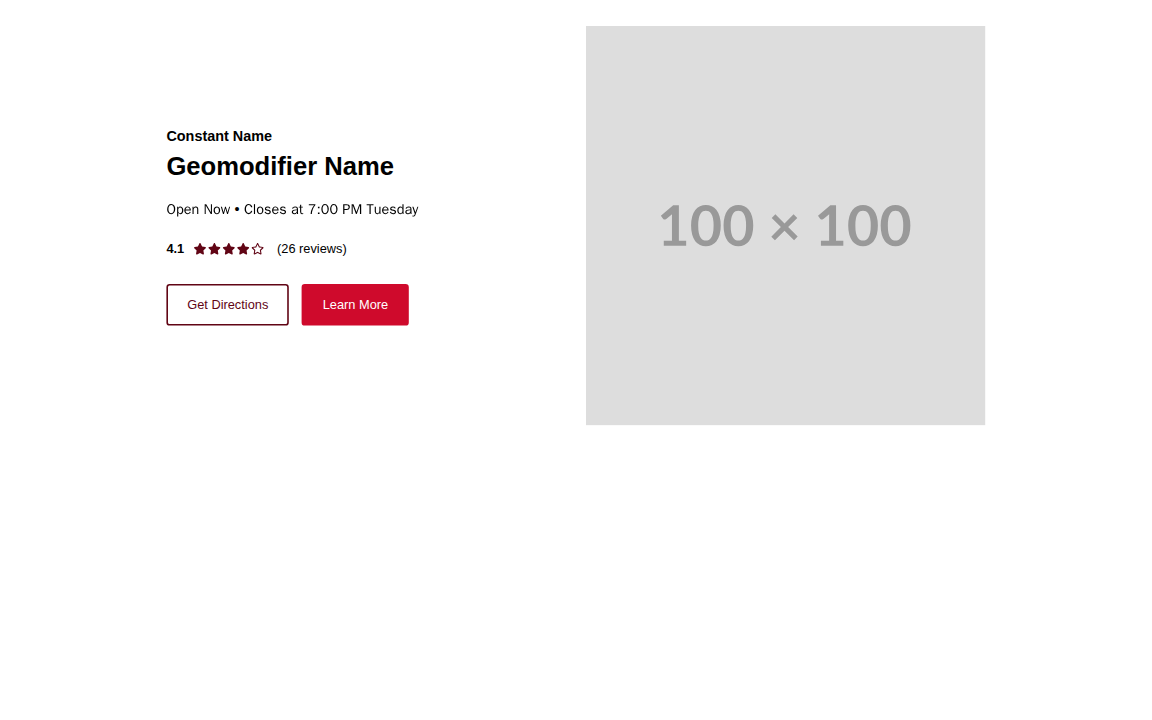 Constant Name
Geomodifier Name
Open Now • Closes at 7:00 PM Tuesday
4.1 (26 reviews)
Get Directions Learn More
100 × 100